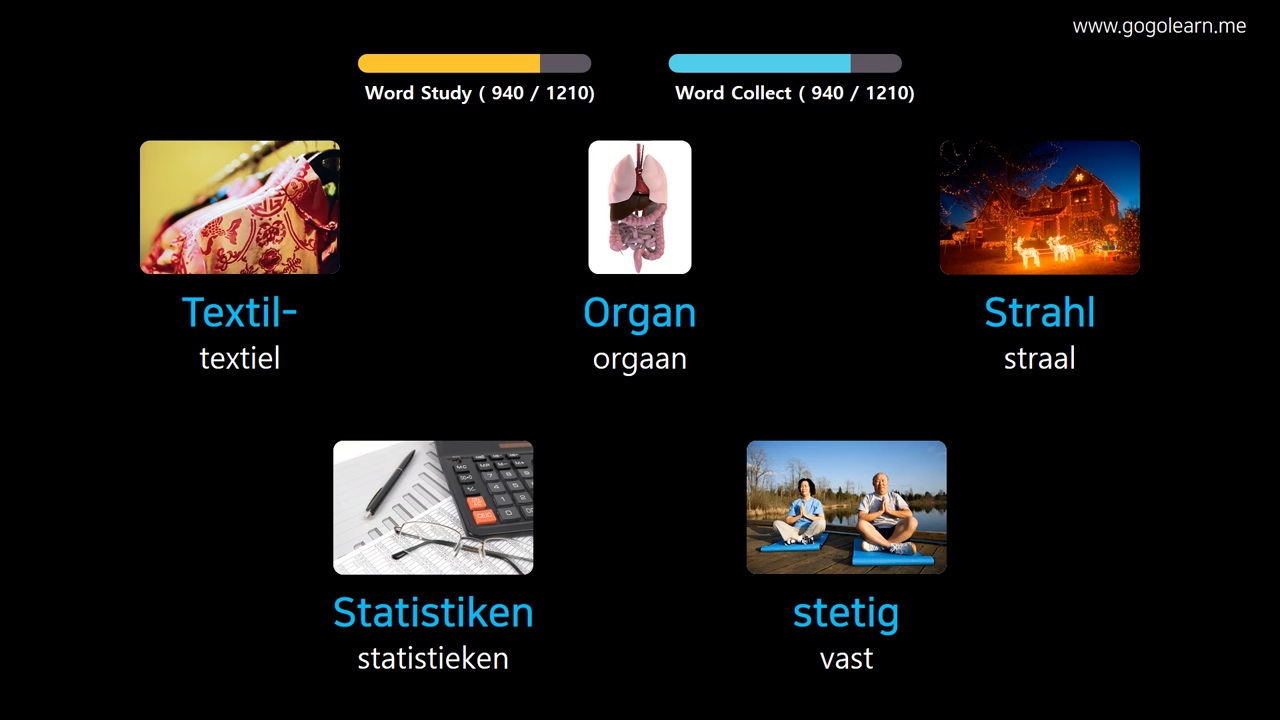 www.gogolearn.me
Word Study ( 940 / 1210)
Word Collect ( 940 / 1210)
Textil-
textiel
Organ
orgaan
Strahl
straal
Statistiken
statistieken
stetig
vast